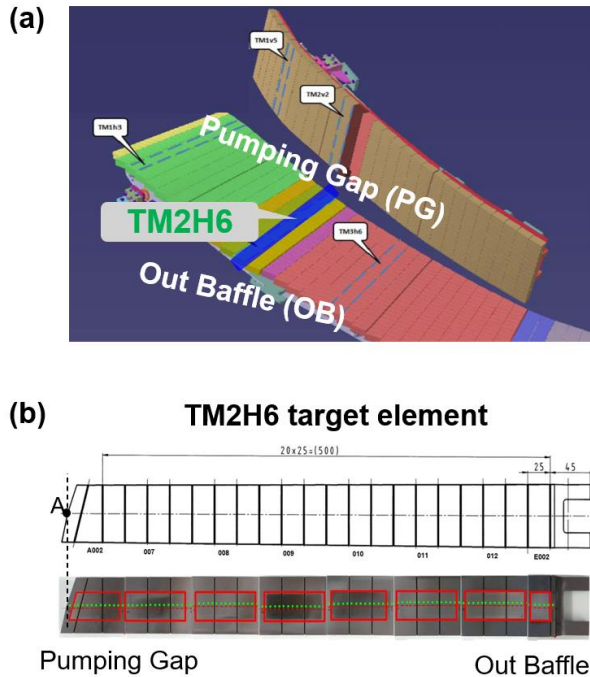 (a)
TM1v5
TM2v2
TM1h3
Pumping Gap (PG)
TM2H6
TM3h6
Out Baffle (OB)
(b) TM2H6 target element
20x25=(500)
25 45
A
A002 007 008 009 010 011 012 E002
Pumping Gap Out Baffle